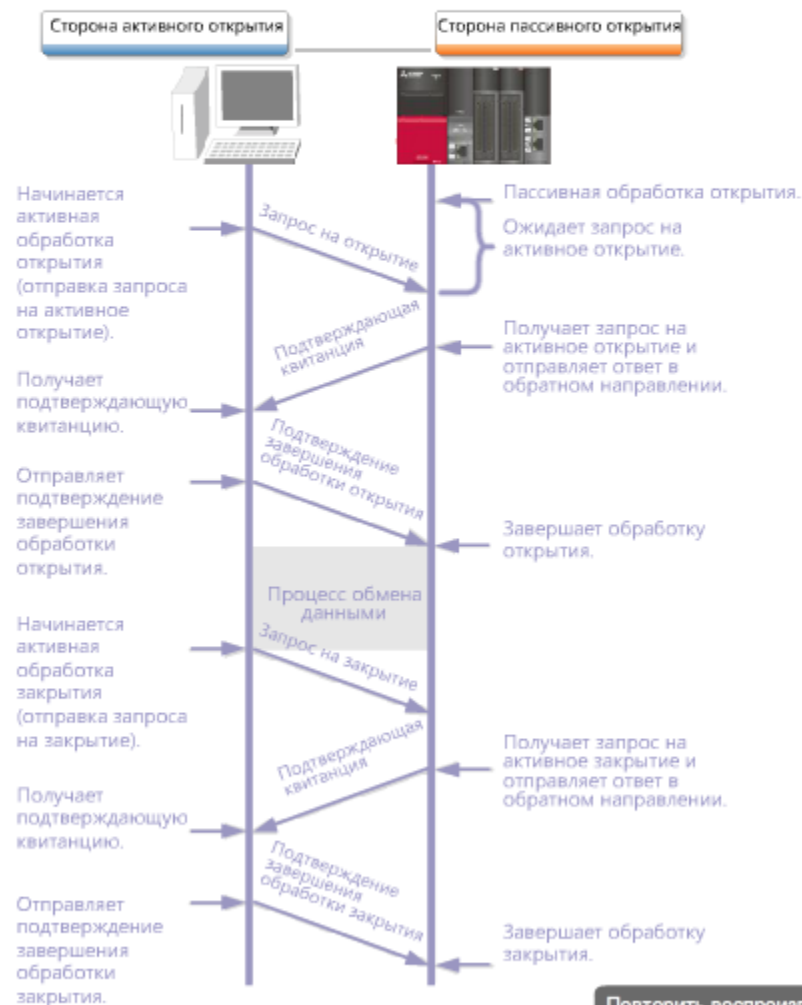 Сторона активного открытия
Сторона пассивного открытия
Начинается
активная
обработка
открытия
(отправка запроса
на активное
открытие).
Запрос на открытие
Пассивная обработка открытия.
Ожидает запрос на
активное открытие.
Подтверждающая
квитанция
Получает запрос на
активное открытие и
отправляет ответ в
обратном направлении.
Получает
подтверждающую
квитанцию.
Подтверждение
завершения
обработки открытия
Отправляет
подтверждение
завершения
обработки
открытия.
Завершает обработку
открытия.
Процесс обмена
данными
Начинается
активная
обработка
закрытия
(отправка запроса
на закрытие).
Запрос на закрытие
Подтверждающая
квитанция
Получает запрос на
активное закрытие и
отправляет ответ в
обратном направлении.
Получает
подтверждающую
квитанцию.
Подтверждение
завершения
обработки закрытия
Отправляет
подтверждение
завершения
обработки
закрытия.
Завершает обработку
закрытия.
Повторить